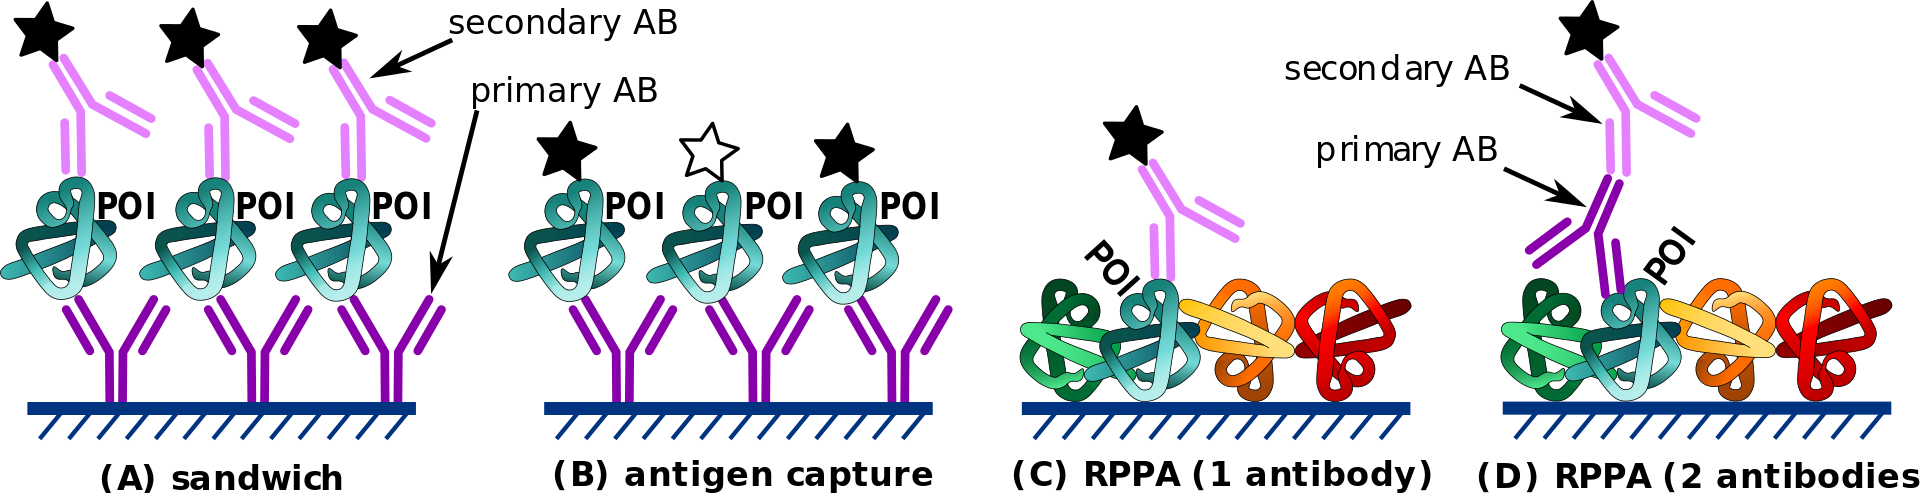 secondary AB
primary AB
POI POI POI
POI POI POI
POI
secondary AB
primary AB
POI
(A) sandwich
(B) antigen capture
(C) RPPA (1 antibody)
(D) RPPA (2 antibodies